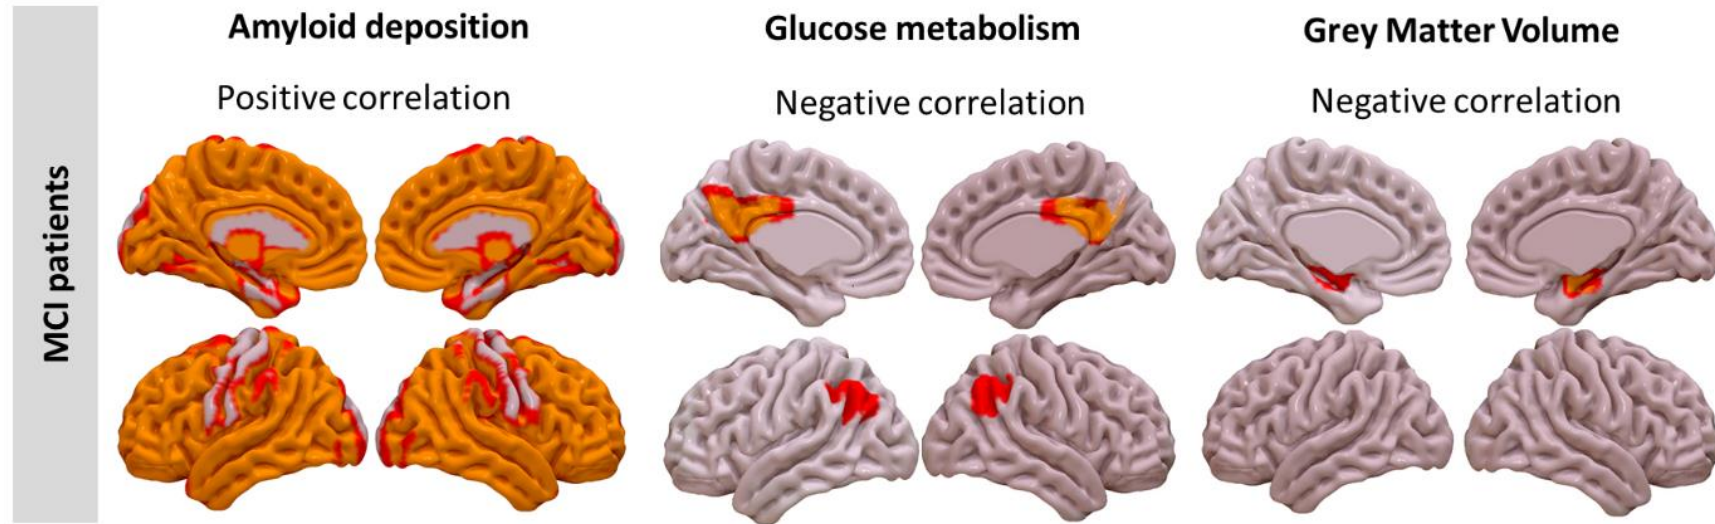 Amyloid deposition
Positive correlation
Glucose metabolism
Negative correlation
Grey Matter Volume
Negative correlation
MCI patients